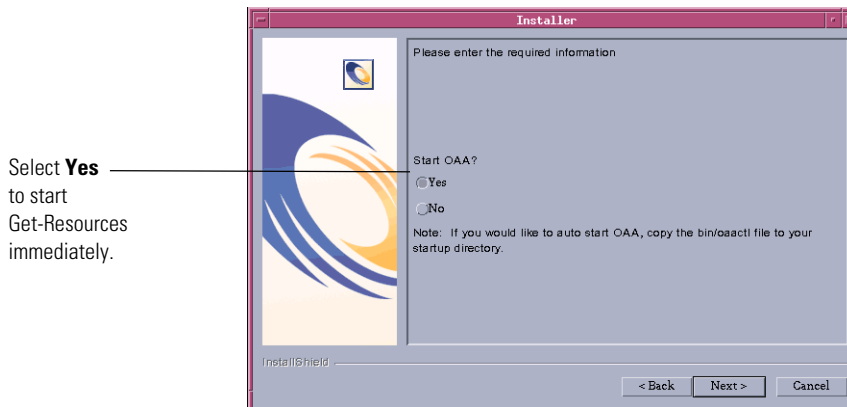 Installer
Please enter the required information
Select Yes
to start
Get-Resources
immediately.
Start OAA?
Yes
No
Note: If you would like to auto start OAA, copy the bin/oaactl file to your
startup directory.
InstallShield
< Back
Next >
Cancel